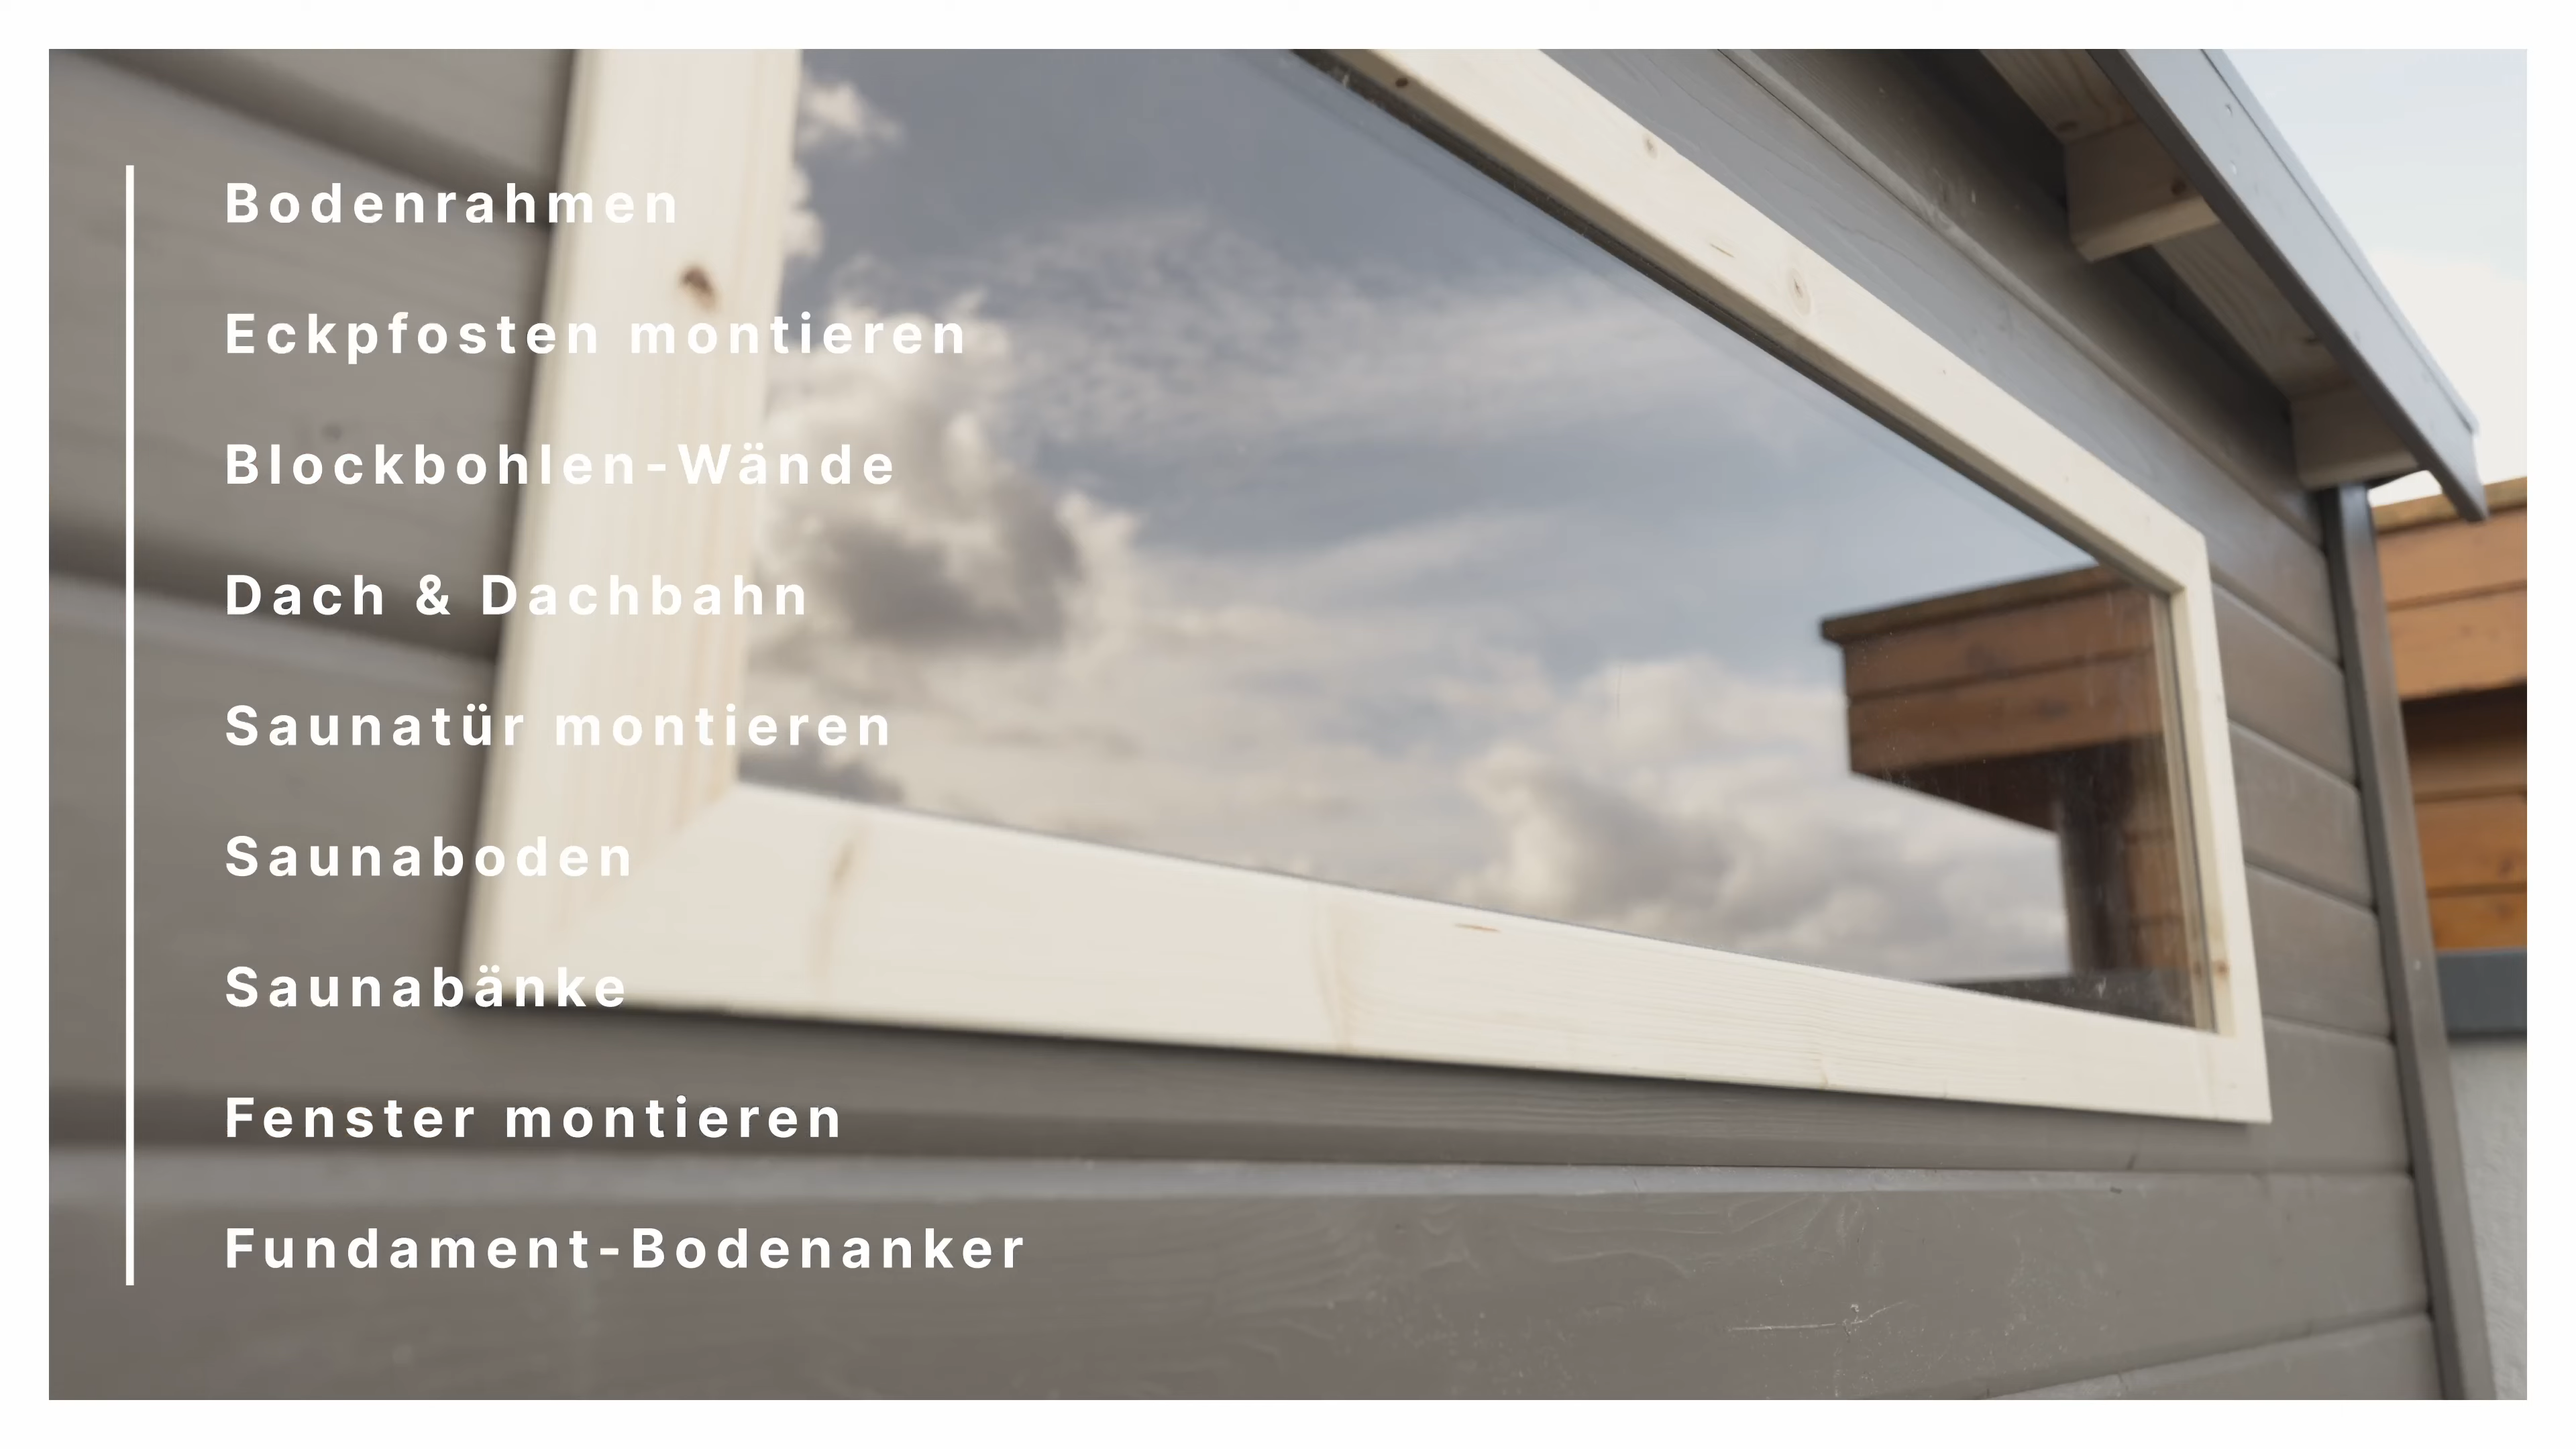 Bodenrahmen
Eckpfosten montieren
Blockbohlen-Wände
Dach & Dachbahn
Saunatür montieren
Saunaboden
Saunabänke
Fenster montieren
Fundament-Bodenanker